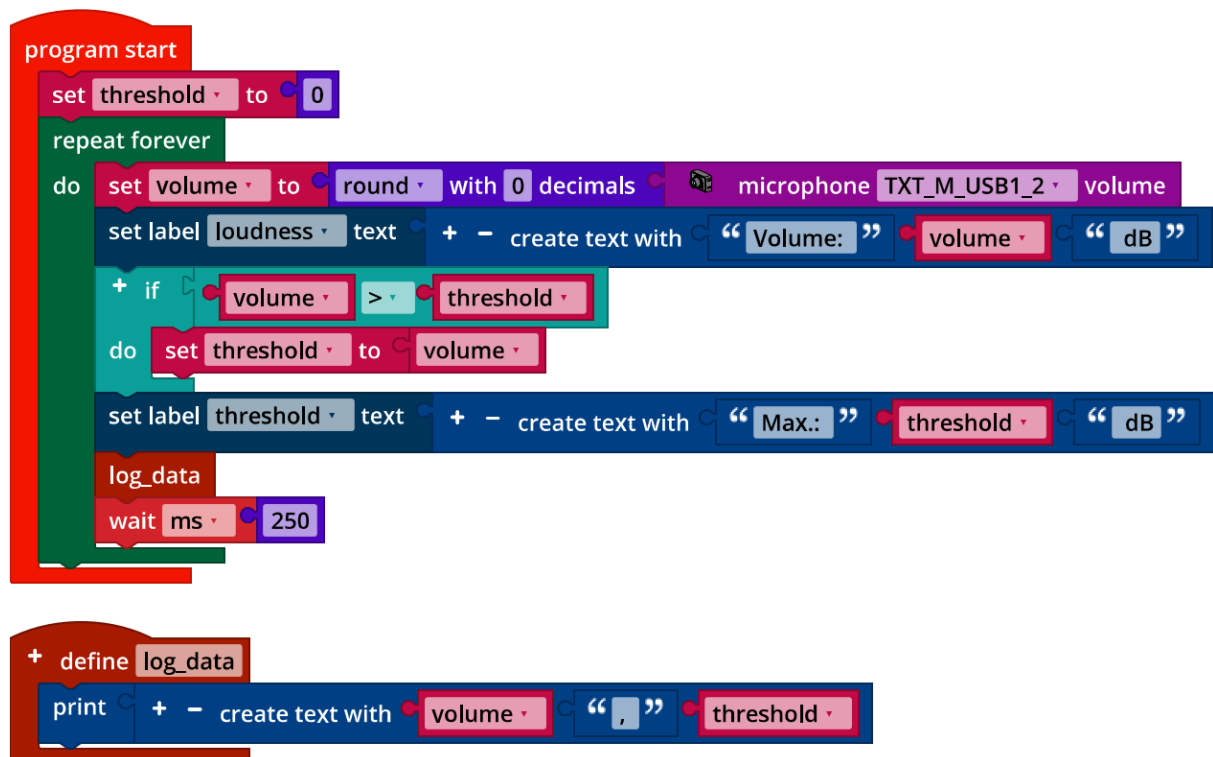 program start
set threshold to 0
repeat forever
do set volume to round with 0 decimals microphone TXT_M_USB1_2 volume
set label loudness text + − create text with “ Volume: ” volume “ dB ”
+ if volume > threshold
do set threshold to volume
set label threshold text + − create text with “ Max.: ” threshold “ dB ”
log_data
wait ms 250
+ define log_data
print + − create text with volume “ , ” threshold